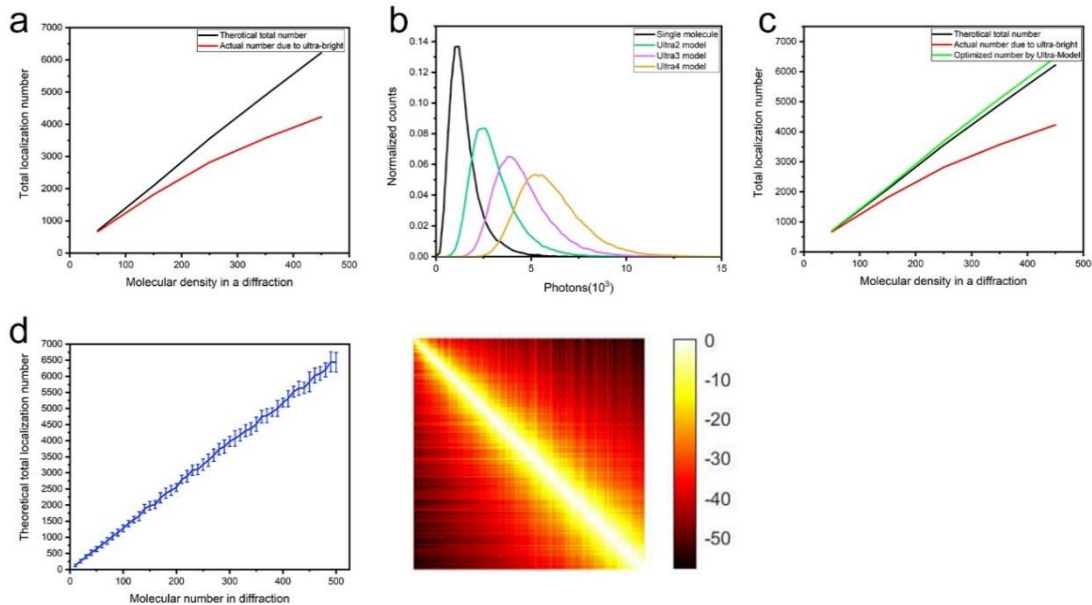 a
7000
6000
5000
4000
3000
2000
1000
0
Total localization number
Therotical total number
Actual number due to ultra-bright
0 100 200 300 400 500
Molecular density in a diffraction
b
0.14
0.12
0.10
0.08
0.06
0.04
0.02
0.00
Normalized counts
Single molecule
Ultra2 model
Ultra3 model
Ultra4 model
0 5 10 15
Photons(10³)
c
7000
6000
5000
4000
3000
2000
1000
0
Total localization number
Therotical total number
Actual number due to ultra-bright
Optimized number by Ultra-Model
0 100 200 300 400 500
Molecular density in a diffraction
d
7000
6500
6000
5500
5000
4500
4000
3500
3000
2500
2000
1500
1000
500
0
Theoretical total localization number
0 100 200 300 400 500
Molecular number in diffraction
0
-10
-20
-30
-40
-50